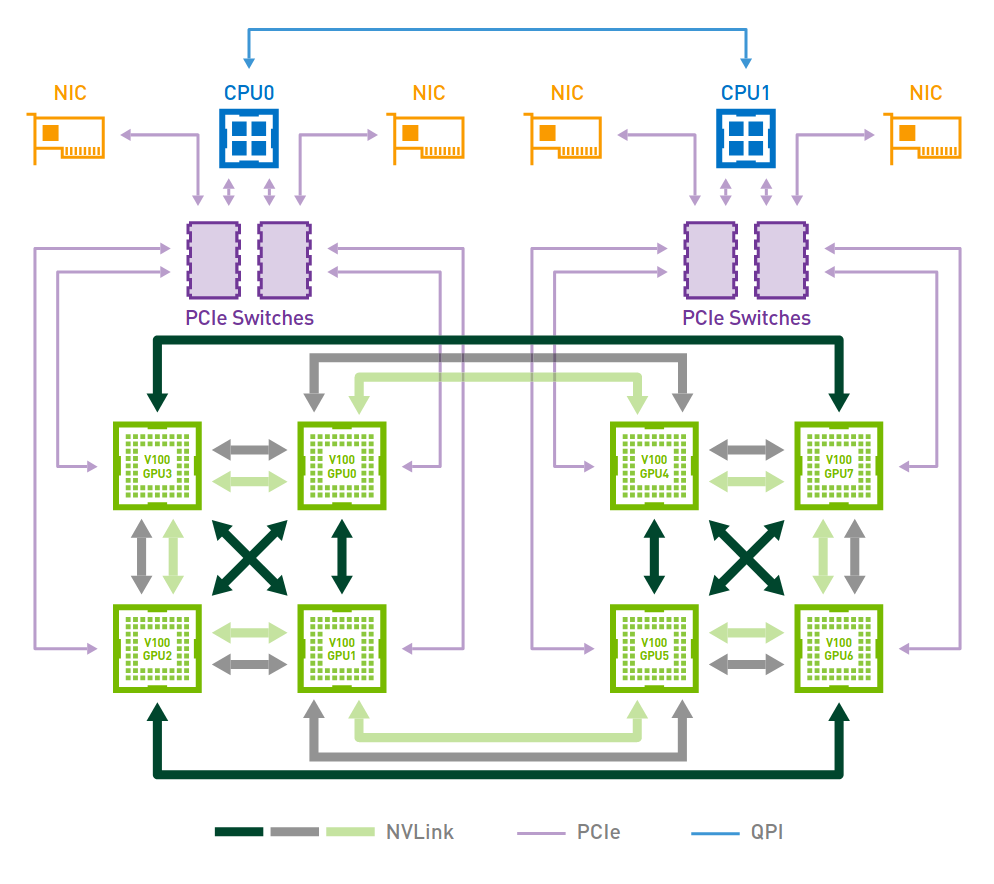 NIC
CPU0
NIC
NIC
CPU1
NIC
PCIe Switches
PCIe Switches
V100
GPU3
V100
GPU0
V100
GPU4
V100
GPU7
V100
GPU2
V100
GPU1
V100
GPU5
V100
GPU6
NVLink
PCIe
QPI